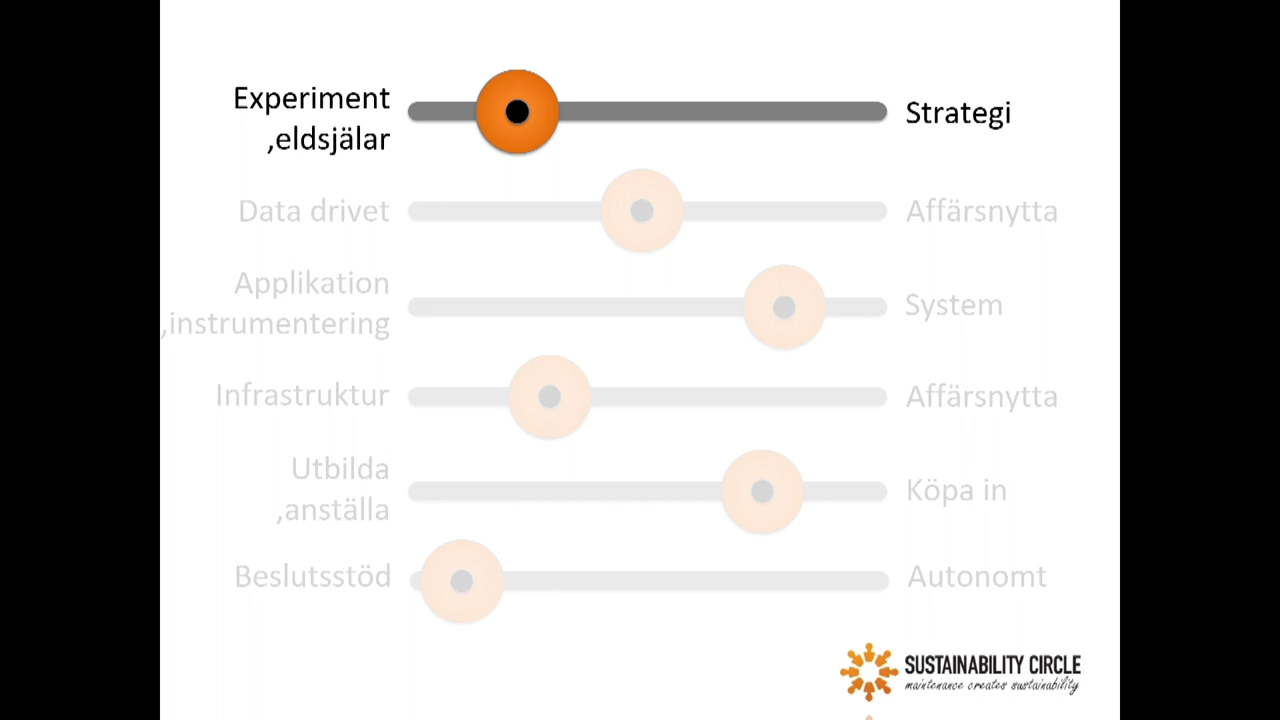 Experiment
,eldsjälar
Strategi
Data drivet
Affärsnytta
Applikation
,instrumentering
System
Infrastruktur
Affärsnytta
Utbilda
,anställa
Köpa in
Beslutsstöd
Autonomt
SUSTAINABILITY CIRCLE
maintenance creates sustainability